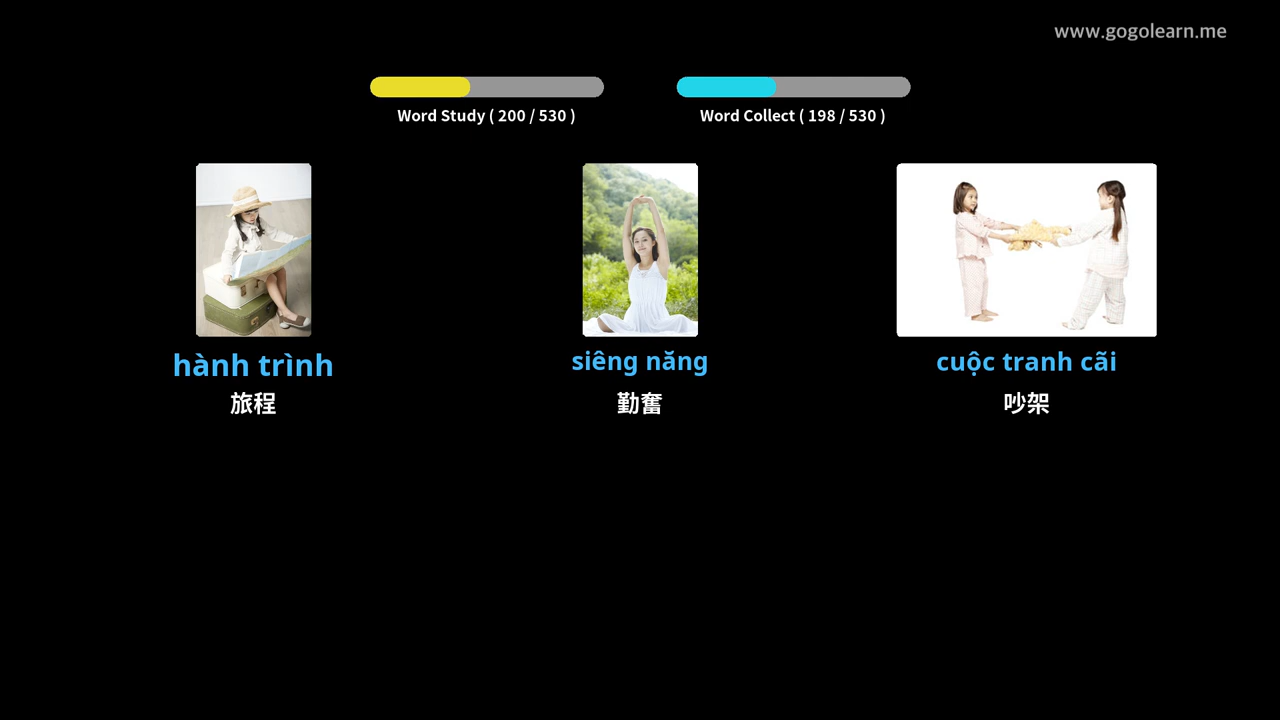 www.gogolearn.me
Word Study ( 200 / 530 )
Word Collect ( 198 / 530 )
hành trình
旅程
siêng năng
勤奮
cuộc tranh cãi
吵架